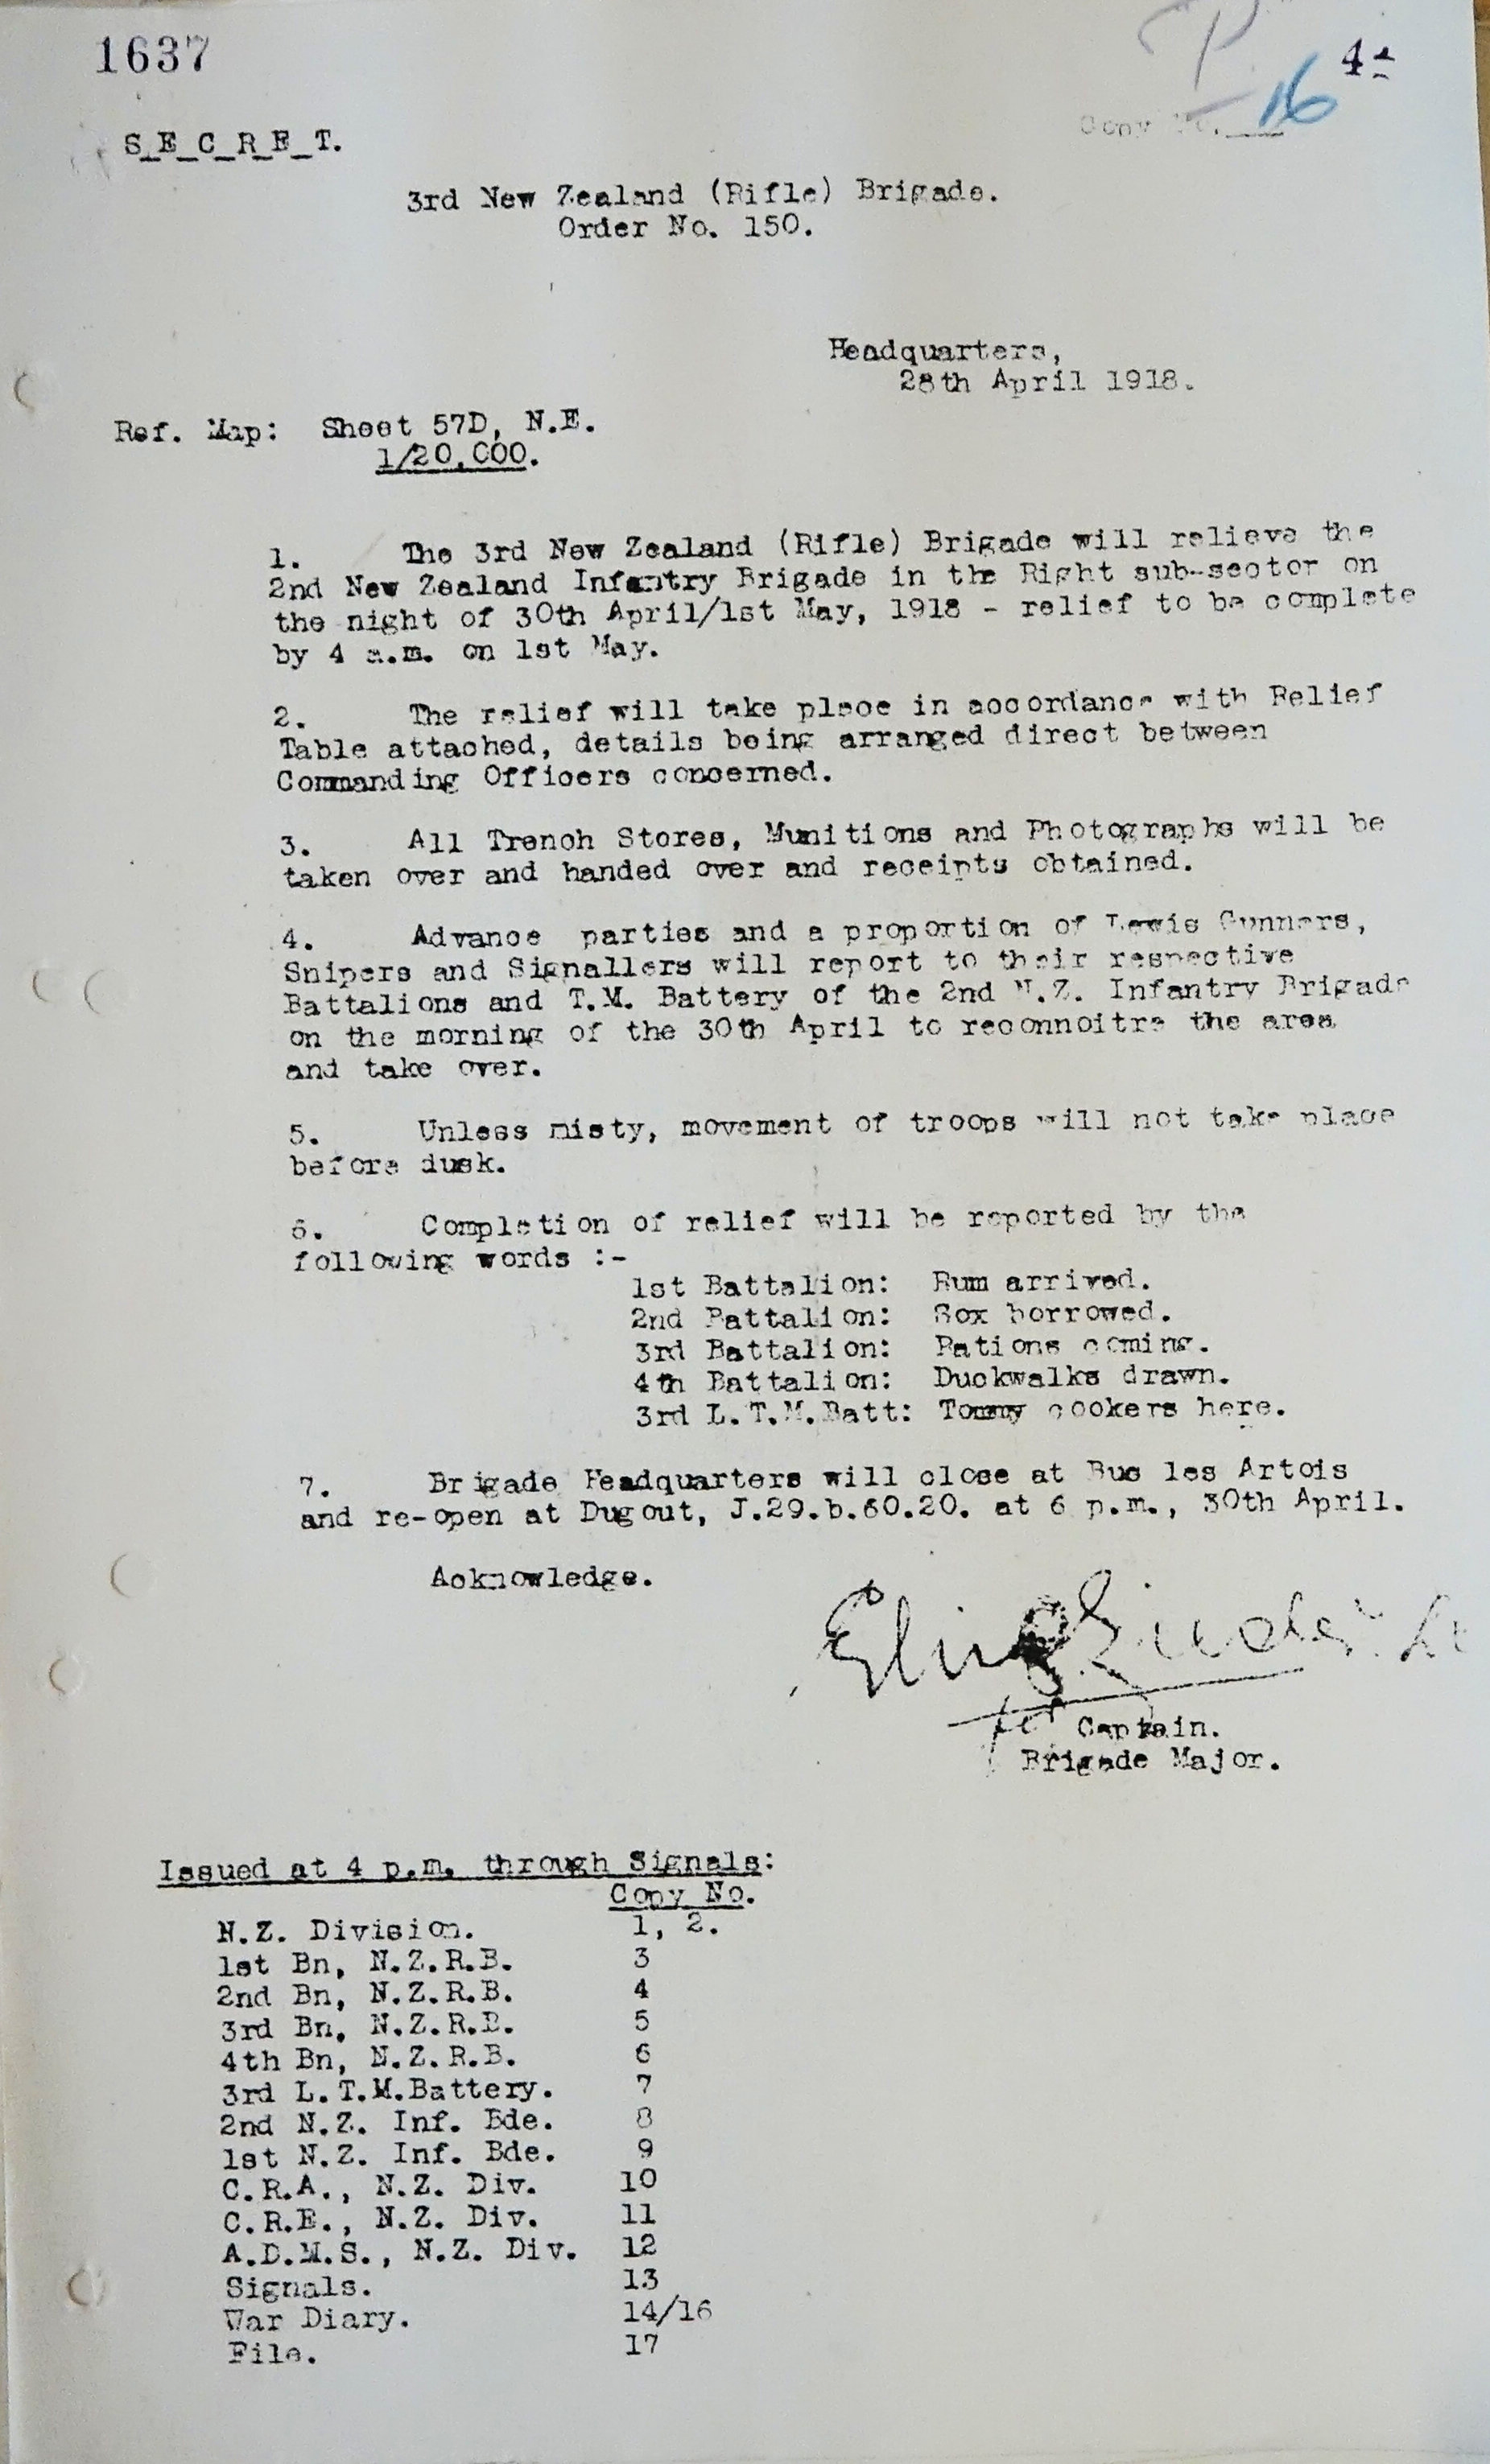 1637
P
16
4
S_E_C_R_E_T.
Copy No.
3rd New Zealand (Rifle) Brigade.
Order No. 150.
Headquarters,
28th April 1918.
Ref. Map: Sheet 57D, N.E.
1/20,000.
1. The 3rd New Zealand (Rifle) Brigade will relieve the
2nd New Zealand Infantry Brigade in the Right sub-sector on
the night of 30th April/1st May, 1918 - relief to be complete
by 4 a.m. on 1st May.
2. The relief will take place in accordance with Relief
Table attached, details being arranged direct between
Commanding Officers concerned.
3. All Trench Stores, Munitions and Photographs will be
taken over and handed over and receipts obtained.
4. Advance parties and a proportion of Lewis Gunners,
Snipers and Signallers will report to their respective
Battalions and T.M. Battery of the 2nd N.Z. Infantry Brigade
on the morning of the 30th April to reconnoitre the area
and take over.
5. Unless misty, movement of troops will not take place
before dusk.
6. Completion of relief will be reported by the
following words :-
1st Battalion: Rum arrived.
2nd Battalion: Sox borrowed.
3rd Battalion: Rations coming.
4th Battalion: Duckwalks drawn.
3rd L.T.M.Batt: Tommy cookers here.
7. Brigade Headquarters will close at Bus les Artois
and re-open at Dugout, J.29.b.60.20. at 6 p.m., 30th April.
Acknowledge.
for Captain.
Brigade Major.
Issued at 4 p.m. through Signals:
Copy No.
N.Z. Division. 1, 2.
1st Bn, N.Z.R.B. 3
2nd Bn, N.Z.R.B. 4
3rd Bn, N.Z.R.B. 5
4th Bn, N.Z.R.B. 6
3rd L.T.M.Battery. 7
2nd N.Z. Inf. Bde. 8
1st N.Z. Inf. Bde. 9
C.R.A., N.Z. Div. 10
C.R.E., N.Z. Div. 11
A.D.M.S., N.Z. Div. 12
Signals. 13
War Diary. 14/16
File. 17